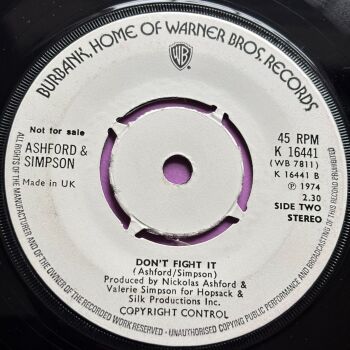 BURBANK, HOME OF WARNER BROS. RECORDS
WB
Not for sale
ASHFORD &
SIMPSON
Made in UK
45 RPM
K 16441
(WB 7811)
K 16441 B
℗ 1974
2.30
SIDE TWO
STEREO
DON'T FIGHT IT
(Ashford/Simpson)
Produced by Nickolas Ashford &
Valerie Simpson for Hopsack &
Silk Productions Inc.
COPYRIGHT CONTROL
ALL RIGHTS OF THE MANUFACTURER AND OF THE OWNER OF THE RECORDED WORK RESERVED · UNAUTHORISED COPYING PUBLIC PERFORMANCE AND BROADCASTING OF THIS RECORD PROHIBITED